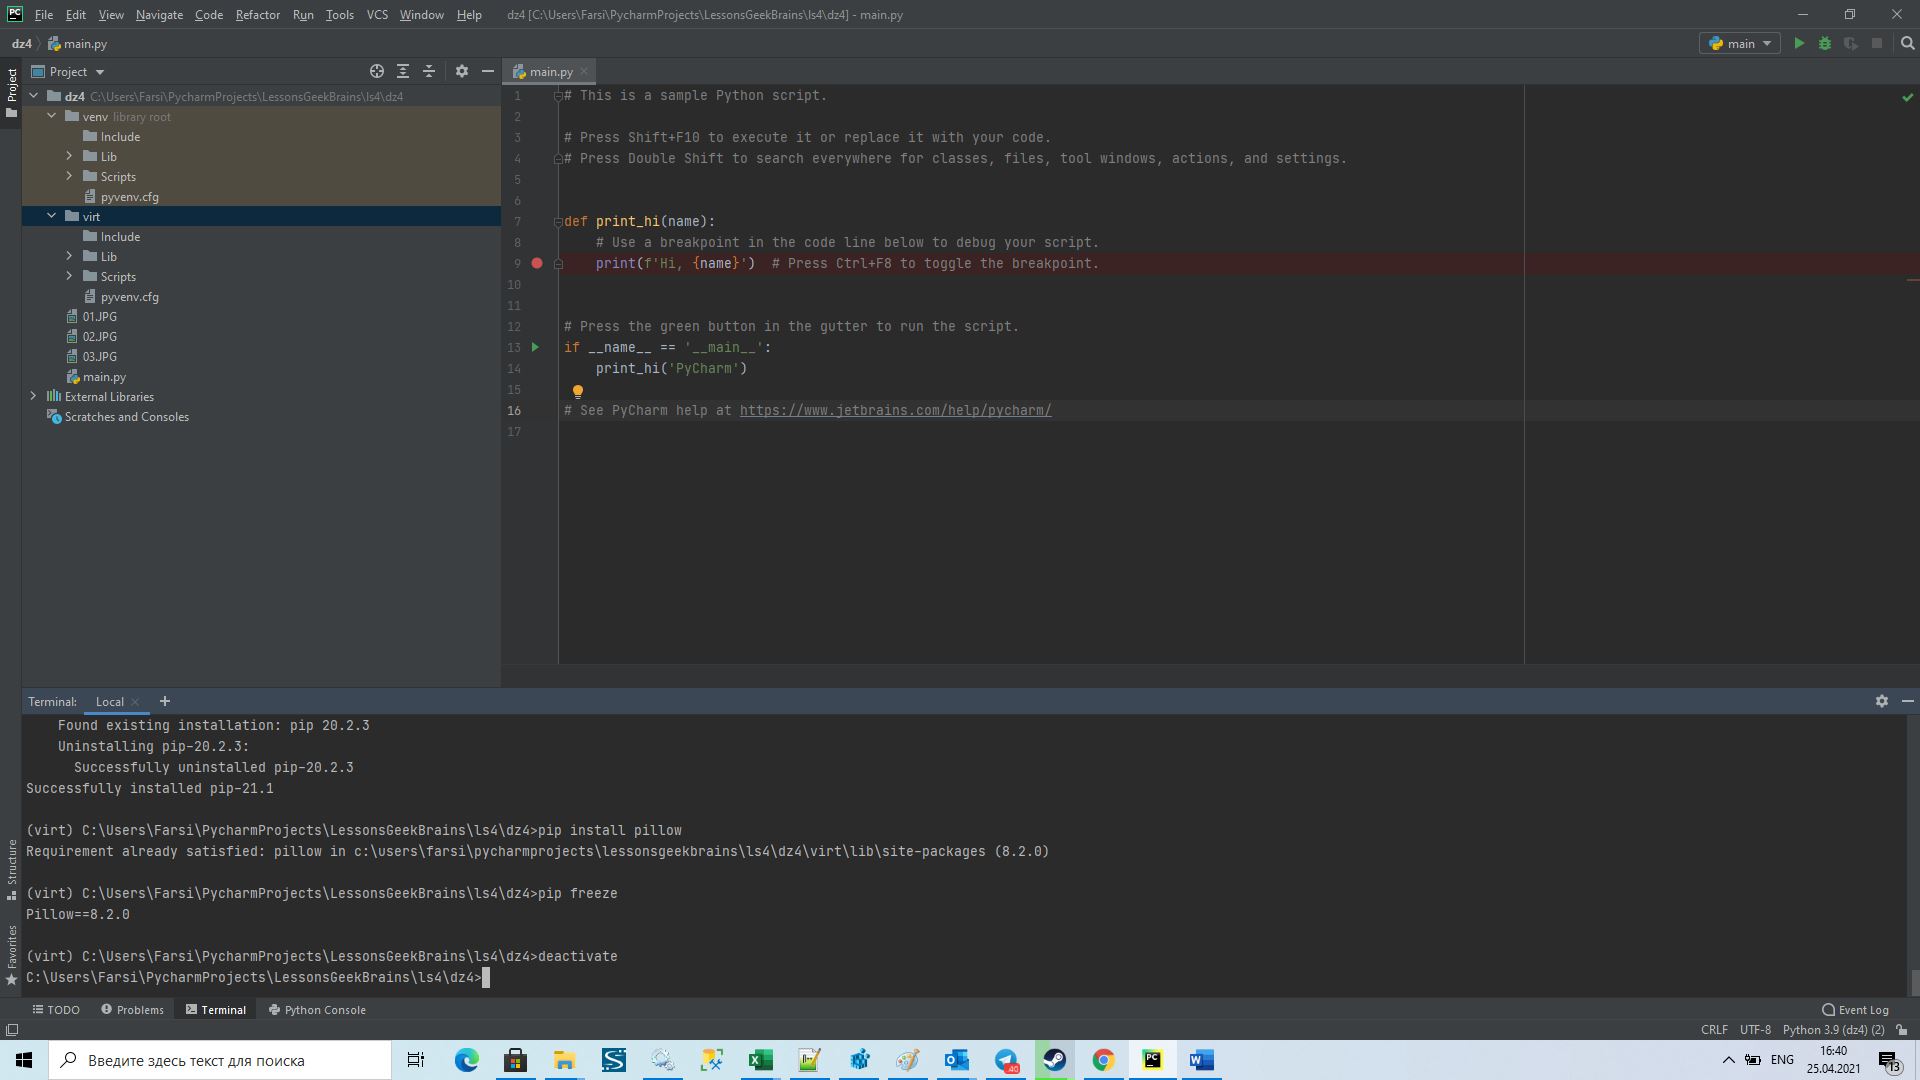 PC File Edit View Navigate Code Refactor Run Tools VCS Window Help dz4 [C:\Users\Farsi\PycharmProjects\LessonsGeekBrains\ls4\dz4] - main.py
dz4 main.py main
Project
Project
main.py
dz4 C:\Users\Farsi\PycharmProjects\LessonsGeekBrains\ls4\dz4
venv library root
Include
Lib
Scripts
pyvenv.cfg
virt
Include
Lib
Scripts
pyvenv.cfg
01.JPG
02.JPG
03.JPG
main.py
External Libraries
Scratches and Consoles
1 # This is a sample Python script.
2
3 # Press Shift+F10 to execute it or replace it with your code.
4 # Press Double Shift to search everywhere for classes, files, tool windows, actions, and settings.
5
6
7 def print_hi(name):
8 # Use a breakpoint in the code line below to debug your script.
9 print(f'Hi, {name}') # Press Ctrl+F8 to toggle the breakpoint.
10
11
12 # Press the green button in the gutter to run the script.
13 if __name__ == '__main__':
14 print_hi('PyCharm')
15
16 # See PyCharm help at https://www.jetbrains.com/help/pycharm/
17
Terminal: Local +
Found existing installation: pip 20.2.3
Uninstalling pip-20.2.3:
Successfully uninstalled pip-20.2.3
Successfully installed pip-21.1
(virt) C:\Users\Farsi\PycharmProjects\LessonsGeekBrains\ls4\dz4>pip install pillow
Requirement already satisfied: pillow in c:\users\farsi\pycharmprojects\lessonsgeekbrains\ls4\dz4\virt\lib\site-packages (8.2.0)
(virt) C:\Users\Farsi\PycharmProjects\LessonsGeekBrains\ls4\dz4>pip freeze
Pillow==8.2.0
(virt) C:\Users\Farsi\PycharmProjects\LessonsGeekBrains\ls4\dz4>deactivate
C:\Users\Farsi\PycharmProjects\LessonsGeekBrains\ls4\dz4>
Structure
Favorites
TODO Problems Terminal Python Console Event Log
CRLF UTF-8 Python 3.9 (dz4) (2)
Введите здесь текст для поиска
ENG
16:40
25.04.2021
13